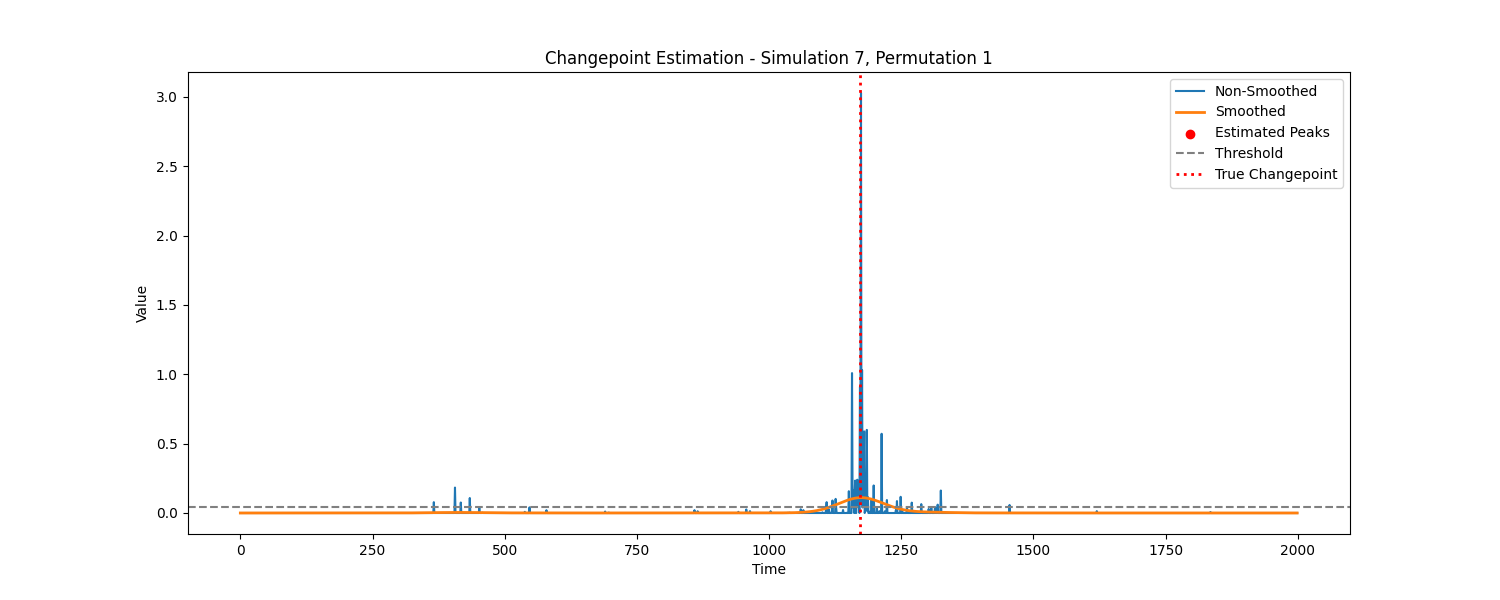 Changepoint Estimation - Simulation 7, Permutation 1
Non-Smoothed
Smoothed
Estimated Peaks
Threshold
True Changepoint
Value
3.0
2.5
2.0
1.5
1.0
0.5
0.0
0 250 500 750 1000 1250 1500 1750 2000
Time